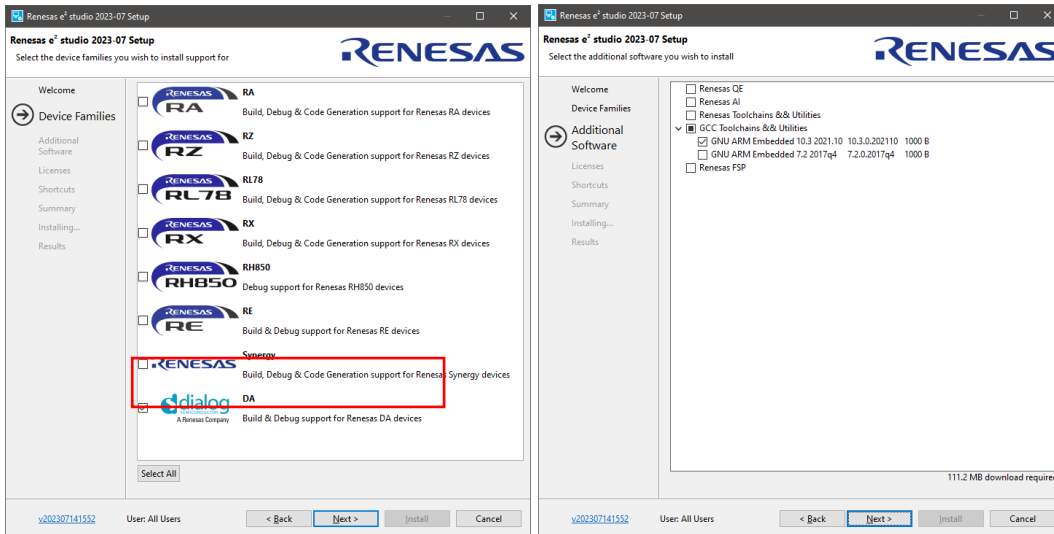 Renesas e² studio 2023-07 Setup
Renesas e² studio 2023-07 Setup
Select the device families you wish to install support for
RENESAS
Welcome
Device Families
Additional
Software
Licenses
Shortcuts
Summary
Installing...
Results
RENESAS
RA
RA
Build, Debug & Code Generation support for Renesas RA devices
RENESAS
RZ
RZ
Build, Debug & Code Generation support for Renesas RZ devices
RENESAS
RL78
RL78
Build, Debug & Code Generation support for Renesas RL78 devices
RENESAS
RX
RX
Build, Debug & Code Generation support for Renesas RX devices
RENESAS
RH850
RH850
Debug support for Renesas RH850 devices
RENESAS
RE
RE
Build & Debug support for Renesas RE devices
RENESAS
Synergy
Build, Debug & Code Generation support for Renesas Synergy devices
dialog
SEMICONDUCTOR
A Renesas Company
DA
Build & Debug support for Renesas DA devices
Select All
v202307141552
User: All Users
< Back
Next >
Install
Cancel
Renesas e² studio 2023-07 Setup
Renesas e² studio 2023-07 Setup
Select the additional software you wish to install
RENESAS
Welcome
Device Families
Additional
Software
Licenses
Shortcuts
Summary
Installing...
Results
Renesas QE
Renesas AI
Renesas Toolchains && Utilities
GCC Toolchains && Utilities
GNU ARM Embedded 10.3 2021.10 10.3.0.202110 1000 B
GNU ARM Embedded 7.2 2017q4 7.2.0.2017q4 1000 B
Renesas FSP
111.2 MB download require
v202307141552
User: All Users
< Back
Next >
Install
Cancel